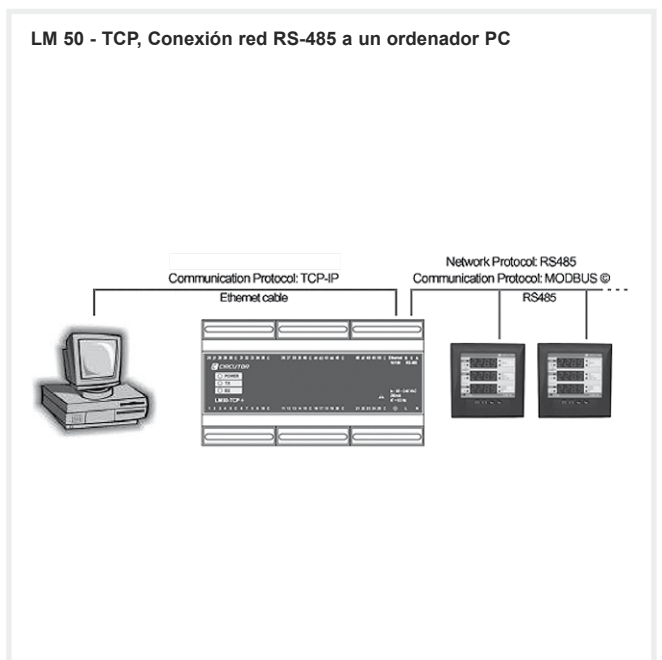 LM 50 - TCP, Conexión red RS-485 a un ordenador PC
Network Protocol: RS485
Communication Protocol: TCP-IP
Communication Protocol: MODBUS ©
Ethernet cable
RS485
CIRCUTOR
POWER
TX
RX
LM50-TCP +